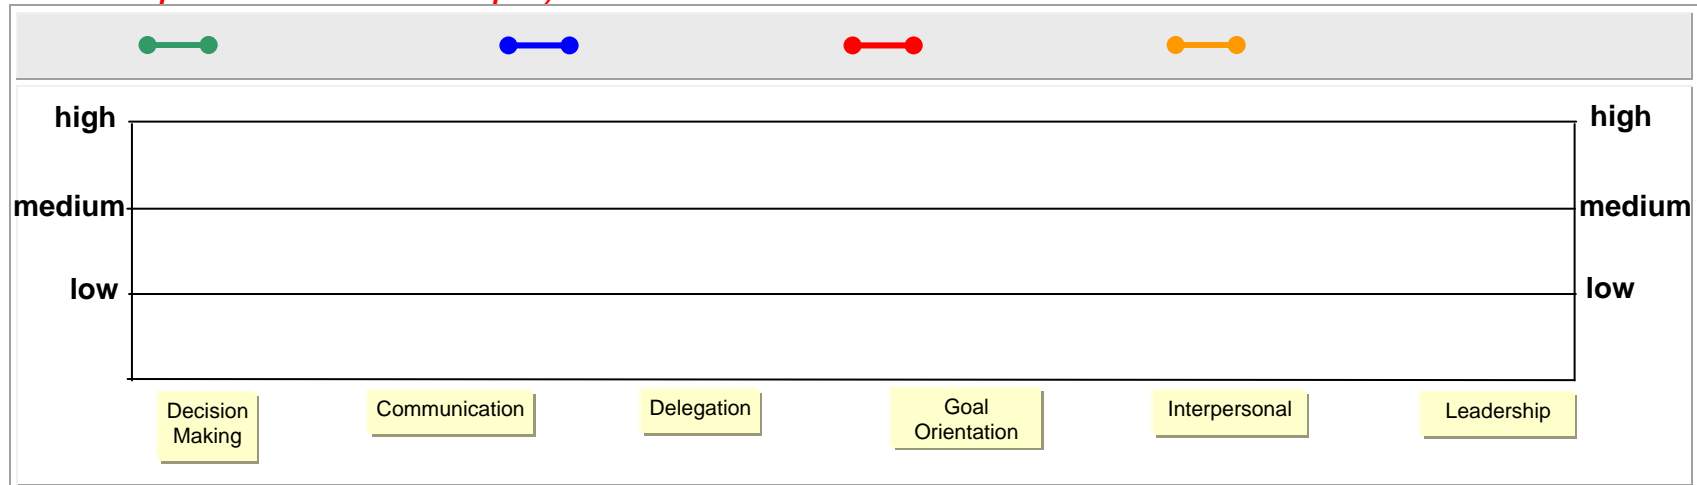 high
high
medium
medium
low
low
Decision
Making
Communication
Delegation
Goal
Orientation
Interpersonal
Leadership